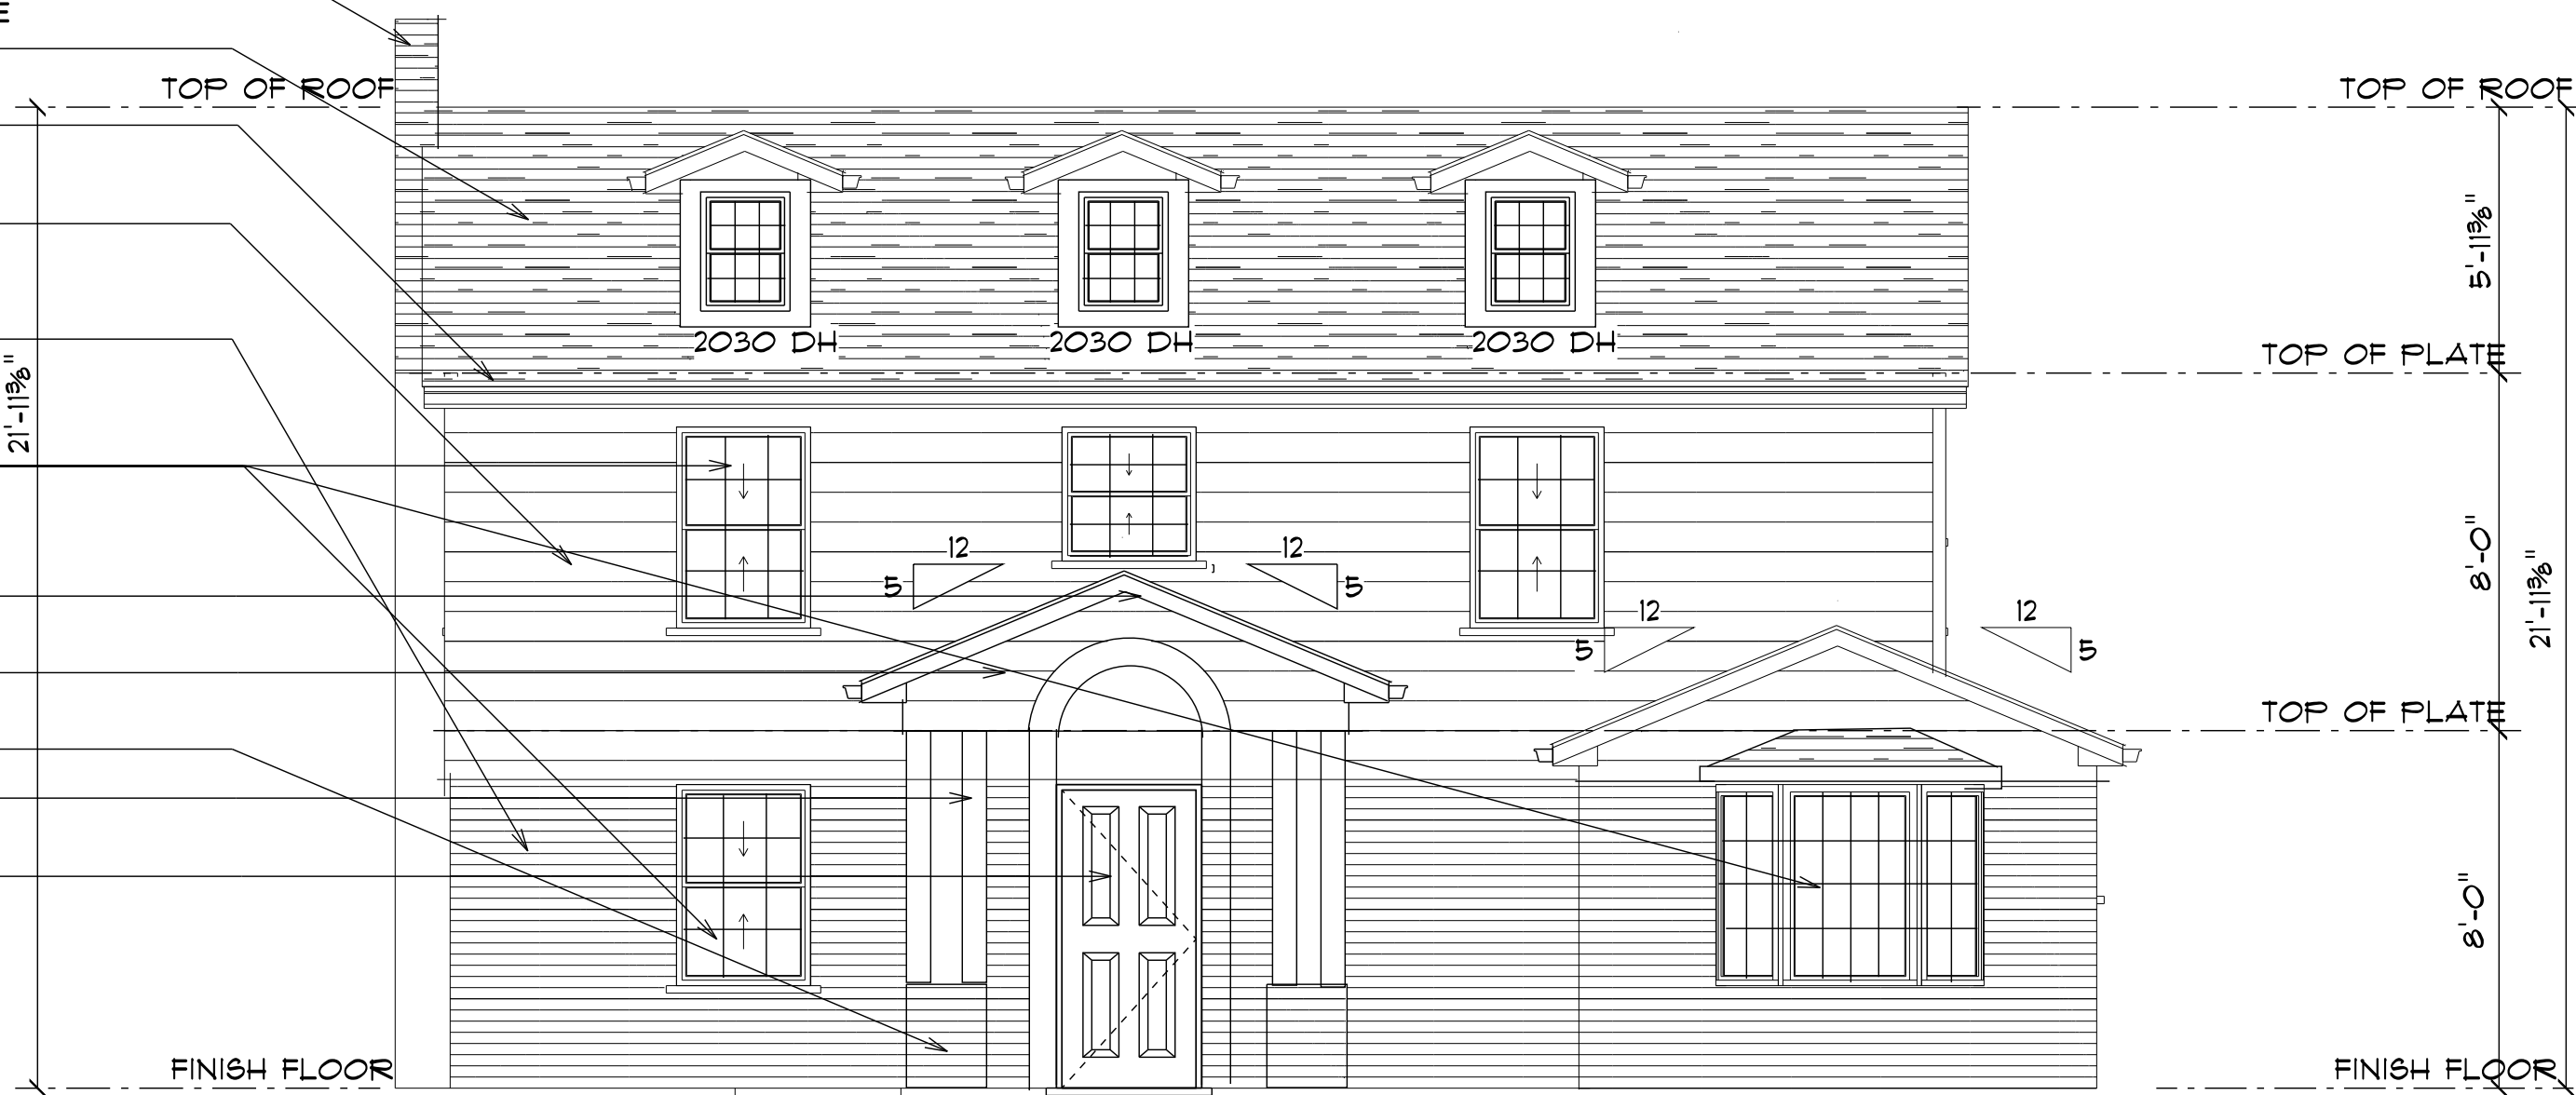 E
TOP OF ROOF
TOP OF ROOF
5'-11⅜"
2030 DH
2030 DH
2030 DH
TOP OF PLATE
21'-11⅜"
12
12
5
5
8'-0"
21'-11⅜"
12
12
5
5
TOP OF PLATE
8'-0"
FINISH FLOOR
FINISH FLOOR